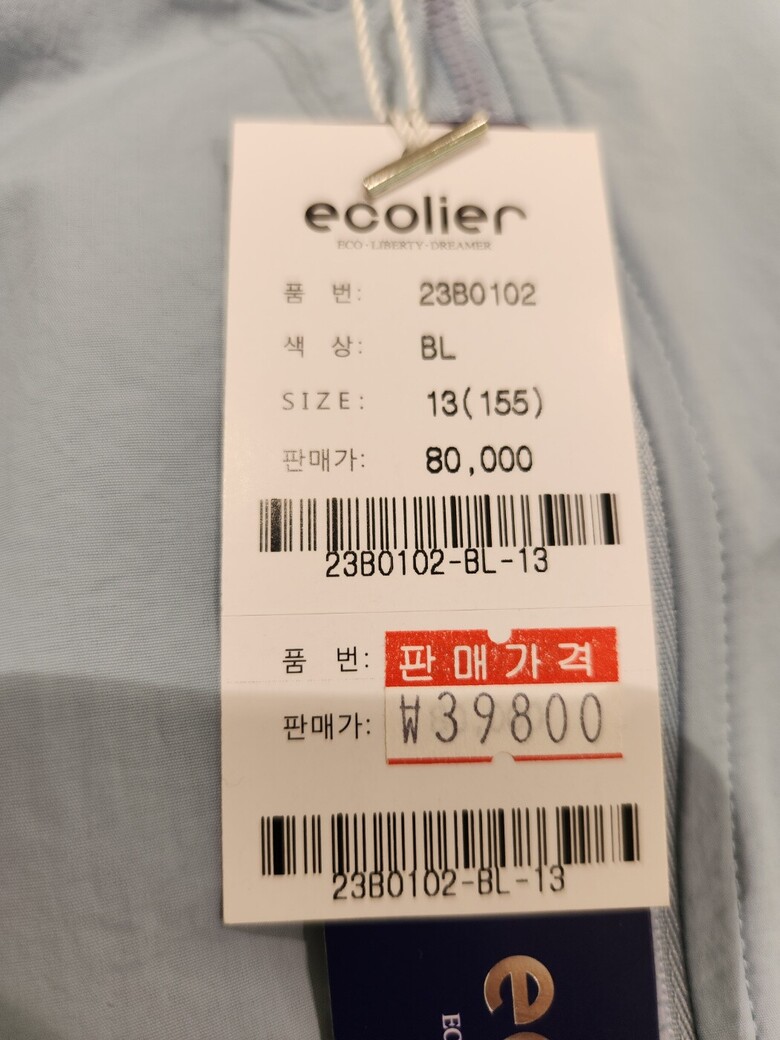 ecolier
ECO·LIBERTY·DREAMER
품 번: 23B0102
색 상: BL
SIZE: 13(155)
판매가: 80,000
23B0102-BL-13
품 번: 판매가격
판매가: ₩39800
23B0102-BL-13
e
EC